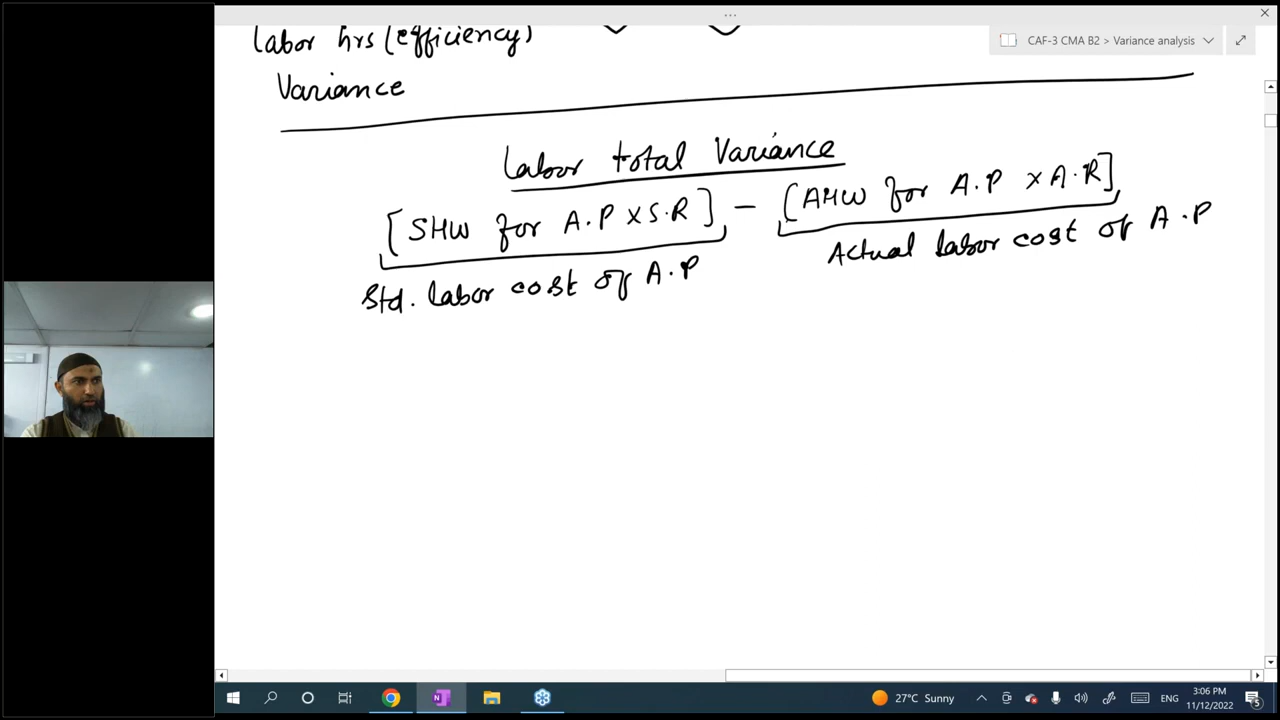 labor hrs (efficiency)
CAF-3 CMA B2 > Variance analysis
Variance
labor total Variance
[SHW for A.P × S.R] — [AHW for A.P × A.R]
Std. labor cost of A.P
Actual labor cost of A.P
27°C Sunny
ENG
3:06 PM
11/12/2022
5